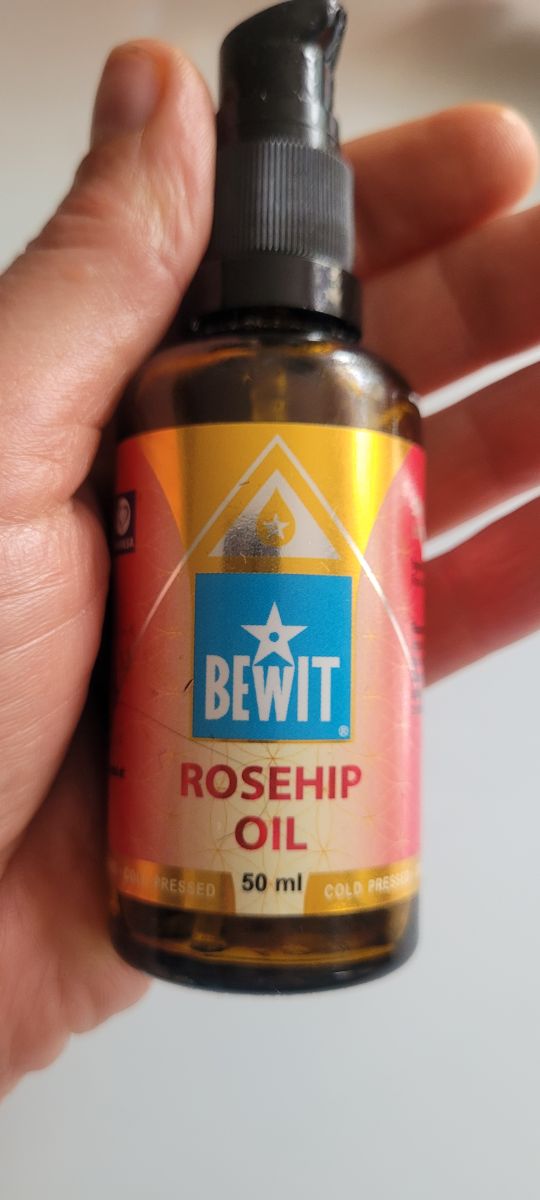 BEWIT®
ROSEHIP
OIL
COLD PRESSED
50 ml
COLD PRESSED